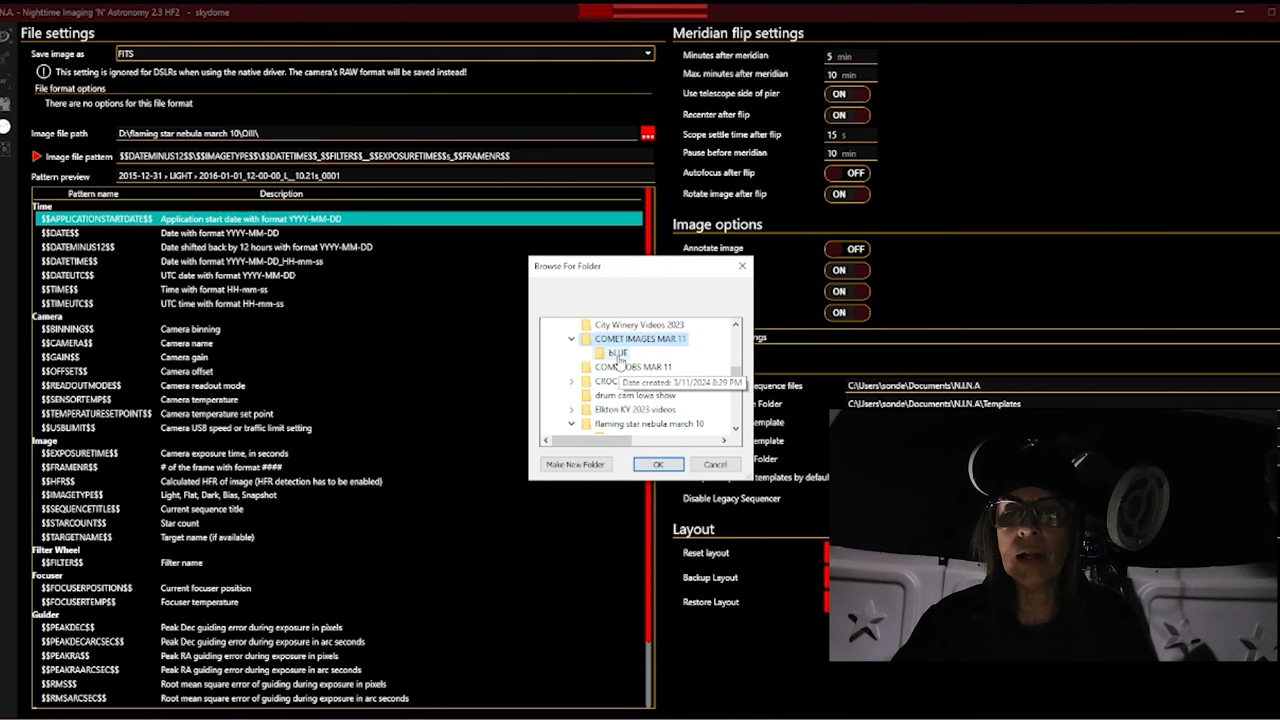 N.A. - Nighttime Imaging 'N' Astronomy 2.3 HF2 - skydome
File settings
Save image as
FITS
This setting is ignored for DSLRs when using the native driver. The camera's RAW format will be saved instead!
File format options
There are no options for this file format
Image file path
D:\flaming star nebula march 10\OIII\
...
Image file pattern
$$DATEMINUS12$$\$$IMAGETYPE$$\$$DATETIME$$_$$FILTER$$__$$EXPOSURETIME$$s_$$FRAMENR$$
Pattern preview
2015-12-31 › LIGHT › 2016-01-01_12-00-00_L__10.21s_0001
Pattern name
Description
Time
$$APPLICATIONSTARTDATE$$ Application start date with format YYYY-MM-DD
$$DATE$$ Date with format YYYY-MM-DD
$$DATEMINUS12$$ Date shifted back by 12 hours with format YYYY-MM-DD
$$DATETIME$$ Date with format YYYY-MM-DD_HH-mm-ss
$$DATEUTC$$ UTC date with format YYYY-MM-DD
$$TIME$$ Time with format HH-mm-ss
$$TIMEUTC$$ UTC time with format HH-mm-ss
Camera
$$BINNING$$ Camera binning
$$CAMERA$$ Camera name
$$GAIN$$ Camera gain
$$OFFSET$$ Camera offset
$$READOUTMODE$$ Camera readout mode
$$SENSORTEMP$$ Camera temperature
$$TEMPERATURESETPOINT$$ Camera temperature set point
$$USBLIMIT$$ Camera USB speed or traffic limit setting
Image
$$EXPOSURETIME$$ Camera exposure time, in seconds
$$FRAMENR$$ # of the frame with format ####
$$HFR$$ Calculated HFR of image (HFR detection has to be enabled)
$$IMAGETYPE$$ Light, Flat, Dark, Bias, Snapshot
$$SEQUENCETITLE$$ Current sequence title
$$STARCOUNT$$ Star count
$$TARGETNAME$$ Target name (if available)
Filter Wheel
$$FILTER$$ Filter name
Focuser
$$FOCUSERPOSITION$$ Current focuser position
$$FOCUSERTEMP$$ Focuser temperature
Guider
$$PEAKDEC$$ Peak Dec guiding error during exposure in pixels
$$PEAKDECARCSEC$$ Peak Dec guiding error during exposure in arc seconds
$$PEAKRA$$ Peak RA guiding error during exposure in pixels
$$PEAKRAARCSEC$$ Peak RA guiding error during exposure in arc seconds
$$RMS$$ Root mean square error of guiding during exposure in pixels
$$RMSARCSEC$$ Root mean square error of guiding during exposure in arc seconds
Meridian flip settings
Minutes after meridian 5 min
Max. minutes after meridian 10 min
Use telescope side of pier ON
Recenter after flip ON
Scope settle time after flip 15 s
Pause before meridian 10 min
Autofocus after flip OFF
Rotate image after flip ON
Image options
Annotate image OFF
ON
ON
ON
Browse For Folder
City Winery Videos 2023
COMET IMAGES MAR 11
bLUE
OBS MAR 11
Date created: 3/11/2024 8:29 PM
drum cam Iowa show
Elkton KY 2023 videos
flaming star nebula march 10
Make New Folder
OK
Cancel
ngs
equence files C:\Users\sonde\Documents\N.I.N.A
Folder C:\Users\sonde\Documents\N.I.N.A\Templates
emplate
emplate
Folder
templates by defaul
Disable Legacy Sequencer
Layout
Reset layout
Backup Layout
Restore Layout